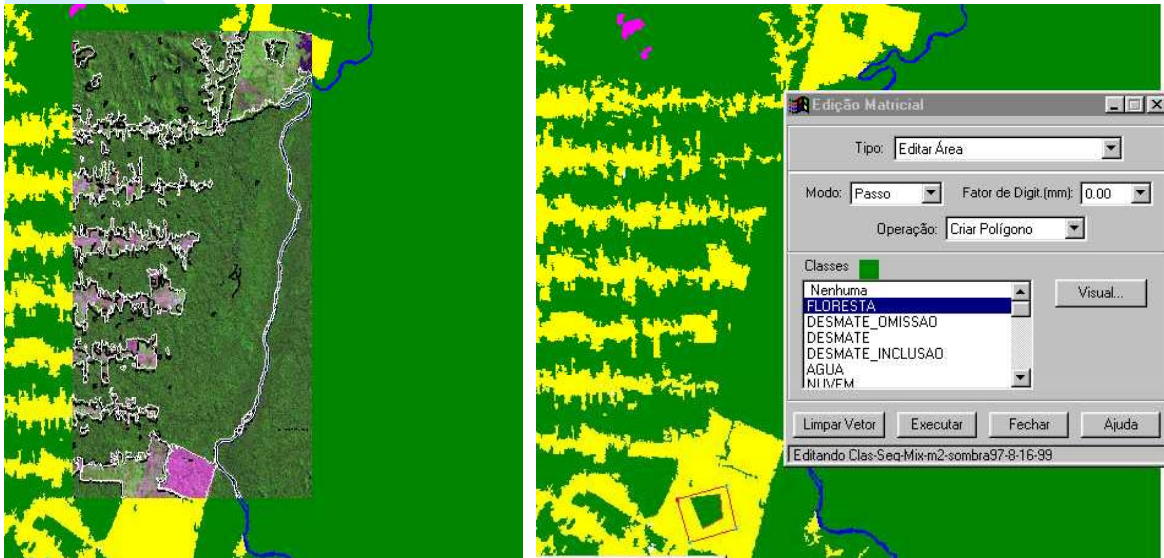 Edição Matricial
Tipo: Editar Área
Modo: Passo Fator de Digit.(mm): 0.00
Operação: Criar Polígono
Classes
Nenhuma
FLORESTA
DESMATE_OMISSAO
DESMATE
DESMATE_INCLUSAO
AGUA
NUVEM
Visual...
Limpar Vetor Executar Fechar Ajuda
Editando Clas-Seq-Mix-m2-sombra97-8-16-99